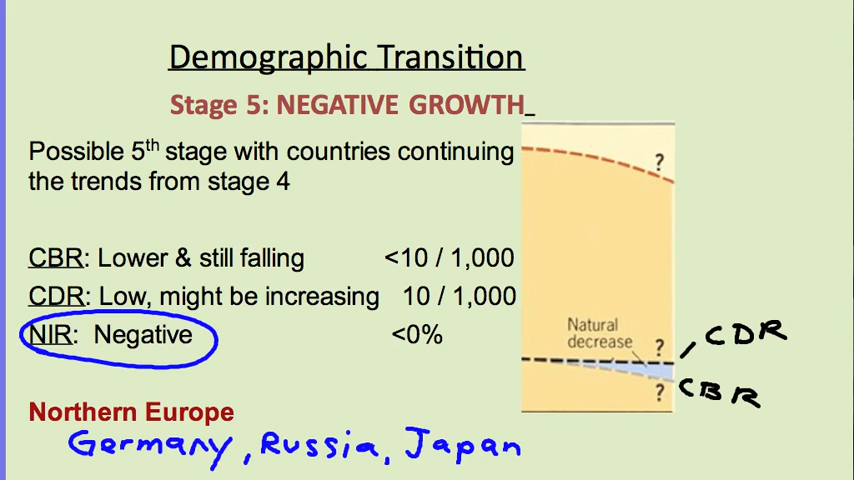 Demographic Transition
Stage 5: NEGATIVE GROWTH_
Possible 5th stage with countries continuing
the trends from stage 4
CBR: Lower & still falling <10 / 1,000
CDR: Low, might be increasing 10 / 1,000
NIR: Negative <0%
Northern Europe
Germany, Russia, Japan
?
Natural
decrease
?
CDR
?
CBR